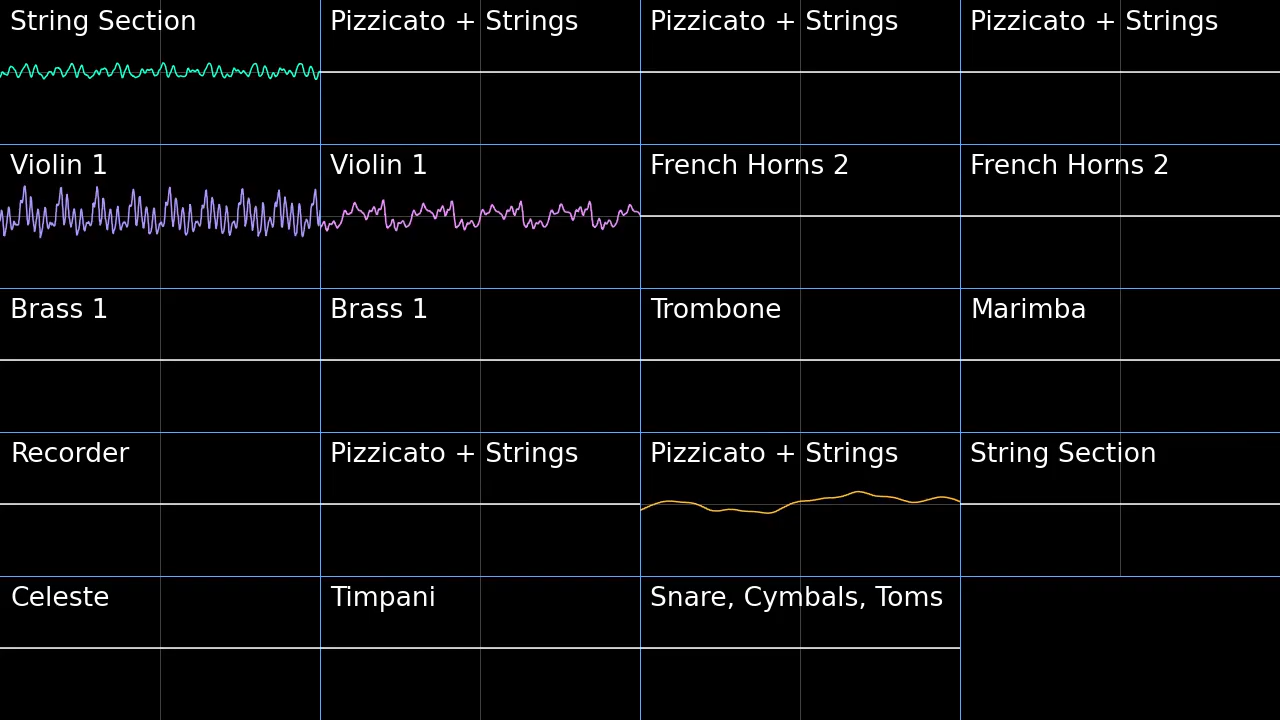 String Section
Pizzicato + Strings
Pizzicato + Strings
Pizzicato + Strings
Violin 1
Violin 1
French Horns 2
French Horns 2
Brass 1
Brass 1
Trombone
Marimba
Recorder
Pizzicato + Strings
Pizzicato + Strings
String Section
Celeste
Timpani
Snare, Cymbals, Toms